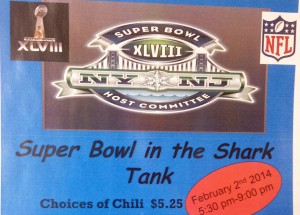 XLVIII
SUPER BOWL
XLVIII
NY NJ
HOST COMMITTEE
NFL
Super Bowl in the Shark
Tank
Choices of Chili $5.25
February 2nd 2014
5:30 pm-9:00 pm